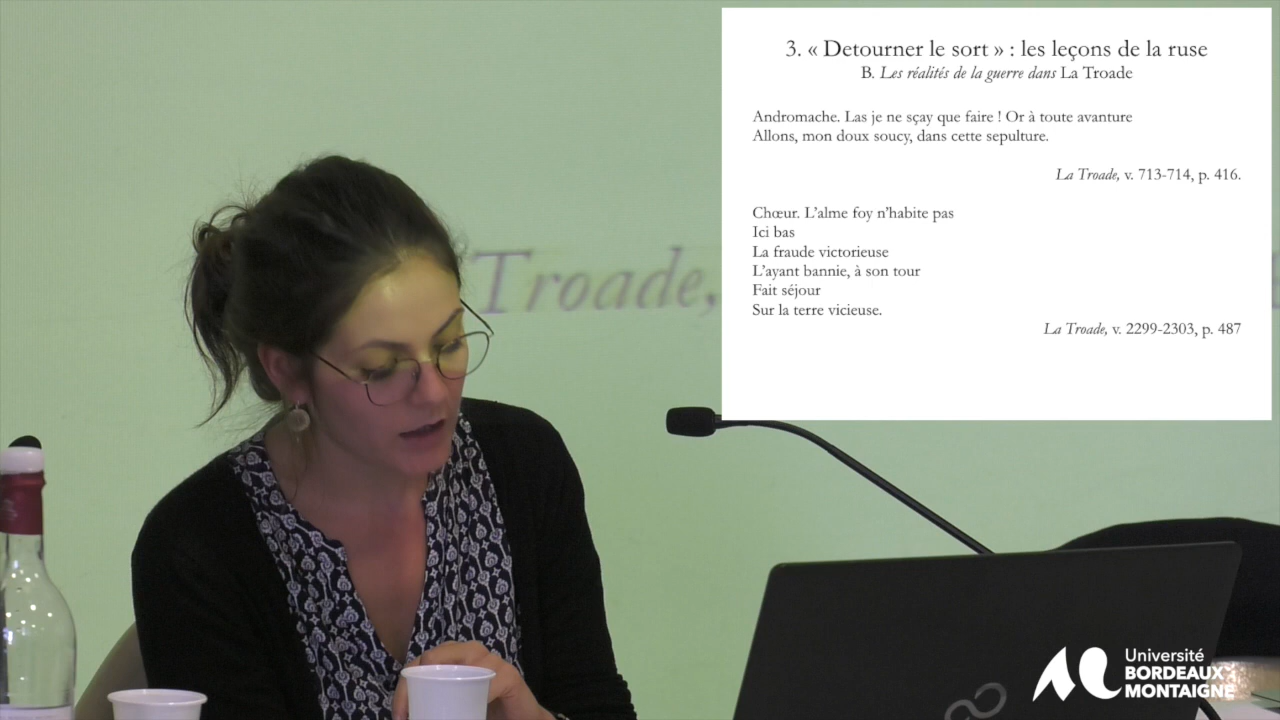 3. « Detourner le sort » : les leçons de la ruse
B. Les réalités de la guerre dans La Troade
Andromache. Las je ne sçay que faire ! Or à toute avanture
Allons, mon doux soucy, dans cette sepulture.
La Troade, v. 713-714, p. 416.
Chœur. L’alme foy n’habite pas
Ici bas
La fraude victorieuse
L’ayant bannie, à son tour
Fait séjour
Sur la terre vicieuse.
La Troade, v. 2299-2303, p. 487
Troade,
Université
BORDEAUX
MONTAIGNE